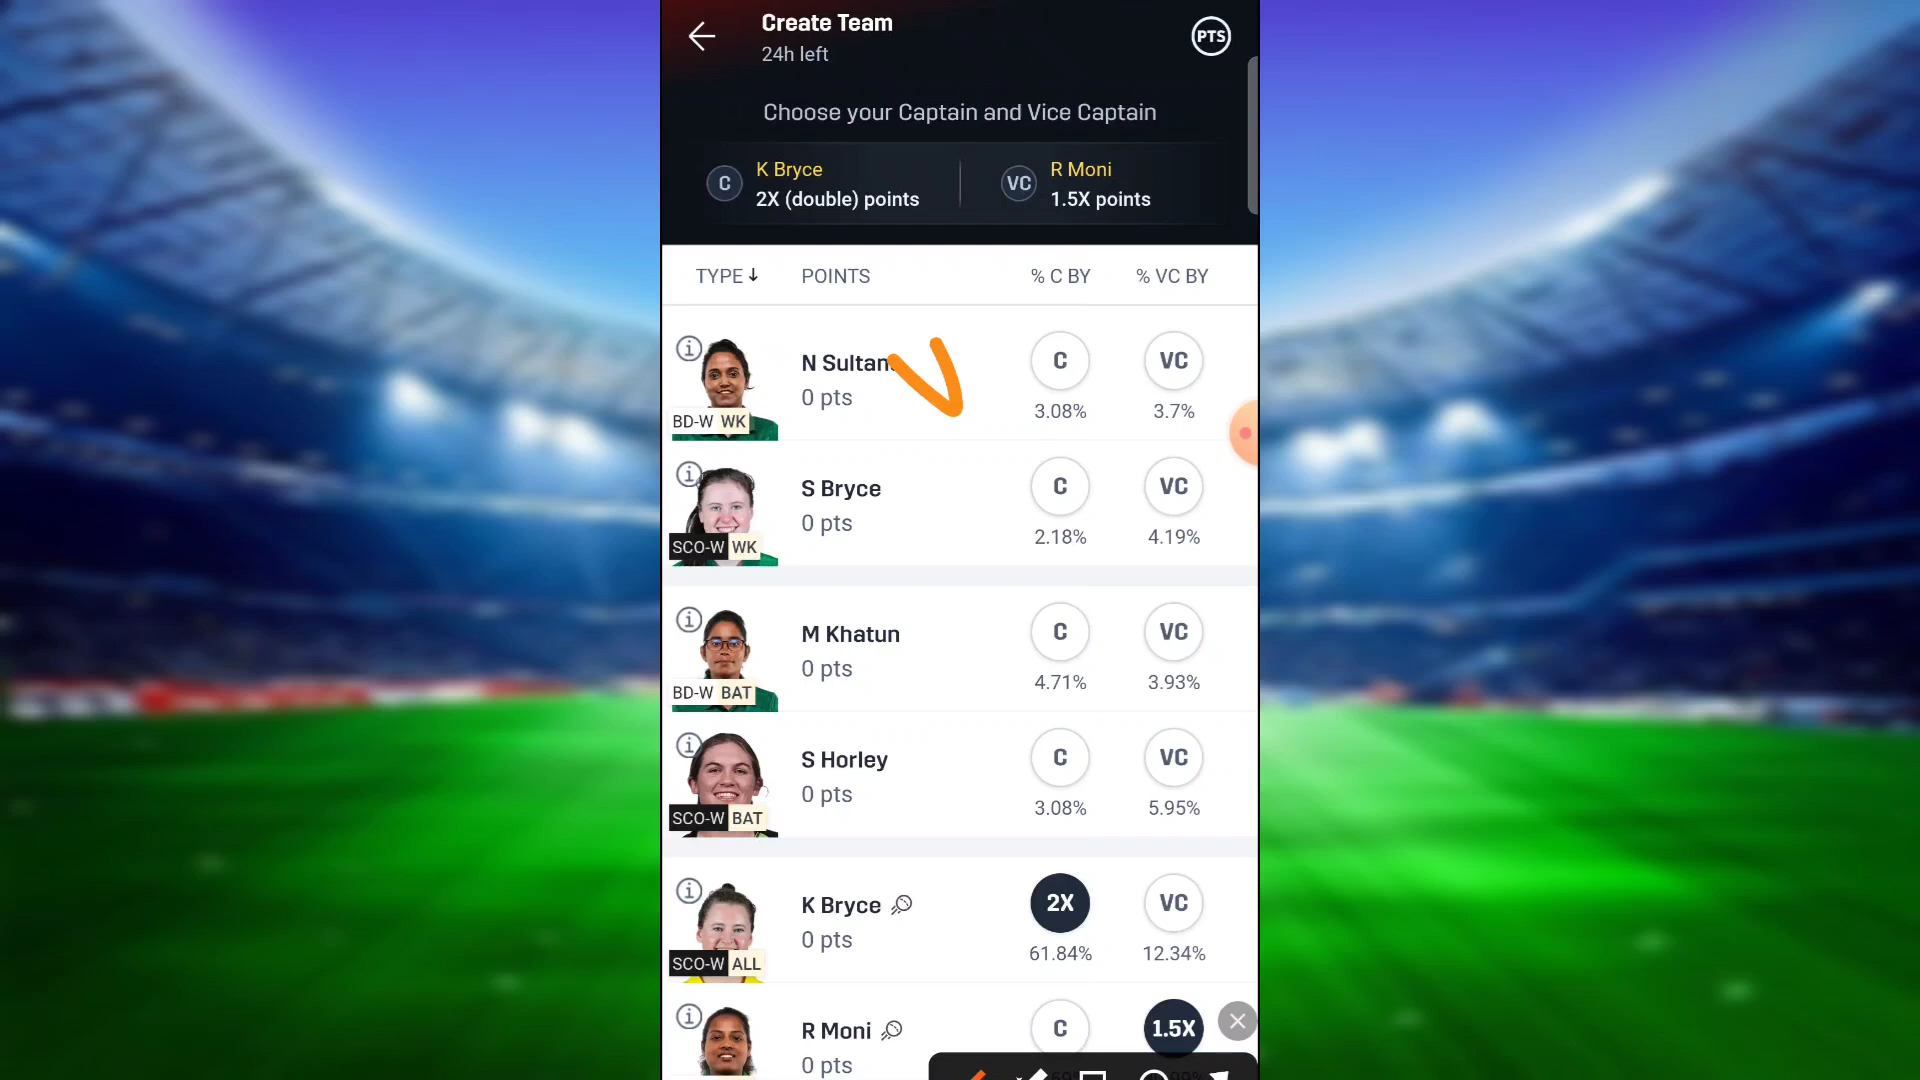 Create Team
24h left
PTS
Choose your Captain and Vice Captain
C
K Bryce
2X (double) points
VC
R Moni
1.5X points
TYPE POINTS % C BY % VC BY
N Sultan
0 pts
BD-W WK
C
3.08%
VC
3.7%
S Bryce
0 pts
SCO-W WK
C
2.18%
VC
4.19%
M Khatun
0 pts
BD-W BAT
C
4.71%
VC
3.93%
S Horley
0 pts
SCO-W BAT
C
3.08%
VC
5.95%
K Bryce
0 pts
SCO-W ALL
2X
61.84%
VC
12.34%
R Moni
0 pts
C
1.5X